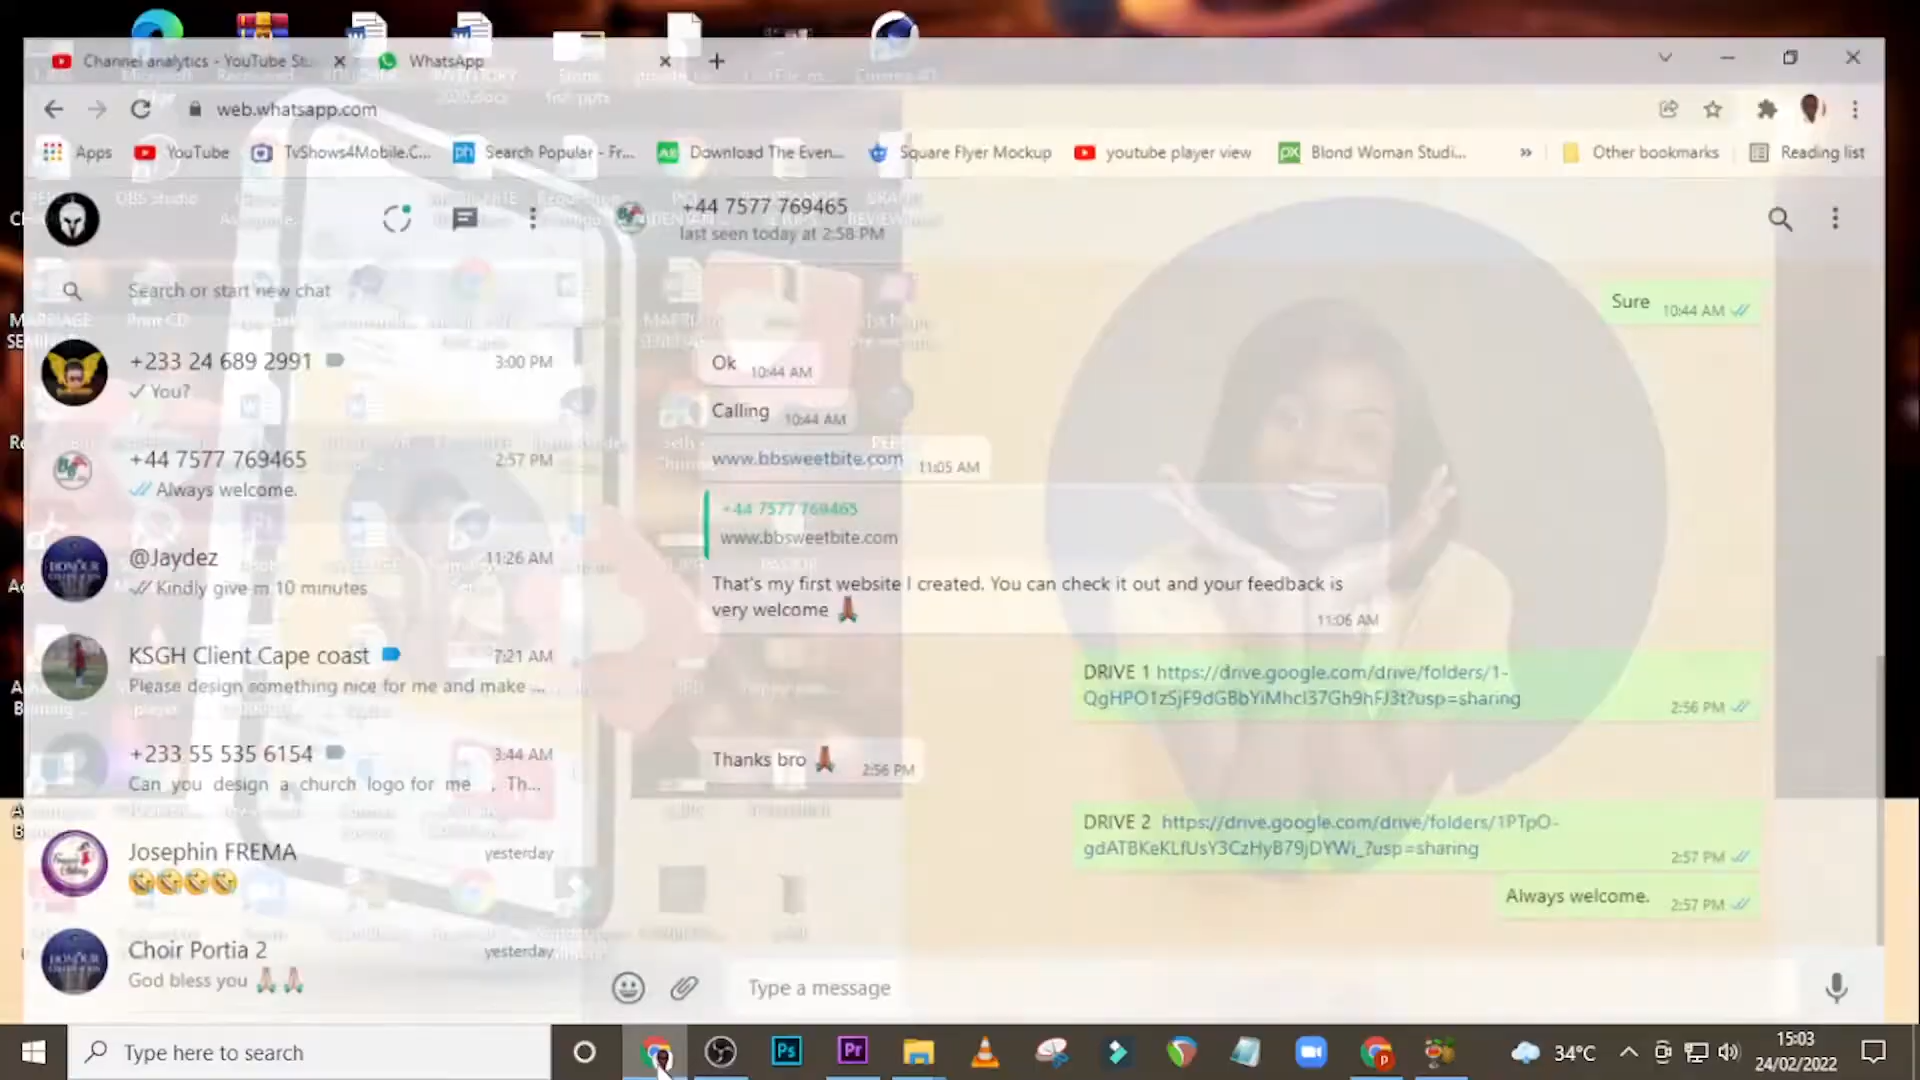 Channel analytics - YouTube Stu
WhatsApp
web.whatsapp.com
Apps
YouTube
TvShows4Mobile.C...
Search Popular - Fr...
Download The Even...
Square Flyer Mockup
youtube player view
Blond Woman Studi...
»
Other bookmarks
Reading list
+44 7577 769465
last seen today at 2:58 PM
Search or start new chat
+233 24 689 2991
3:00 PM
You?
+44 7577 769465
2:57 PM
Always welcome.
@Jaydez
11:26 AM
Kindly give m 10 minutes
KSGH Client Cape coast
7:21 AM
Please design something nice for me and make ...
+233 55 535 6154
3:44 AM
Can you design a church logo for me , Th...
Josephin FREMA
yesterday
🤣🤣🤣🤣
Choir Portia 2
yesterday
God bless you 🙏🏾 🙏🏾
Sure 10:44 AM
Ok 10:44 AM
Calling 10:44 AM
www.bbsweetbite.com 11:05 AM
+44 7577 769465
www.bbsweetbite.com
That's my first website I created. You can check it out and your feedback is
very welcome 🙏🏾
11:06 AM
DRIVE 1 https://drive.google.com/drive/folders/1-
QgHPO1zSjF9dGBbYiMhcI37Gh9hFJ3t?usp=sharing
2:56 PM
Thanks bro 🙏🏾 2:56 PM
DRIVE 2 https://drive.google.com/drive/folders/1PTpO-
gdATBKeKLfUsY3CzHyB79jDYWi_?usp=sharing
2:57 PM
Always welcome. 2:57 PM
Type a message
Type here to search
Ps
Pr
34°C
15:03
24/02/2022